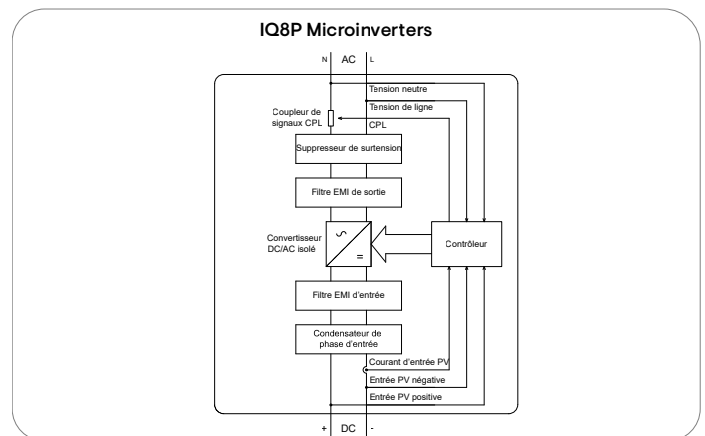 IQ8P Microinverters
N AC L
Tension neutre
Tension de ligne
Coupleur de
signaux CPL
CPL
Suppresseur de surtension
Filtre EMI de sortie
Convertisseur
DC/AC isolé
=
Contrôleur
Filtre EMI d'entrée
Condensateur de
phase d'entrée
Courant d'entrée PV
Entrée PV négative
Entrée PV positive
+ DC -